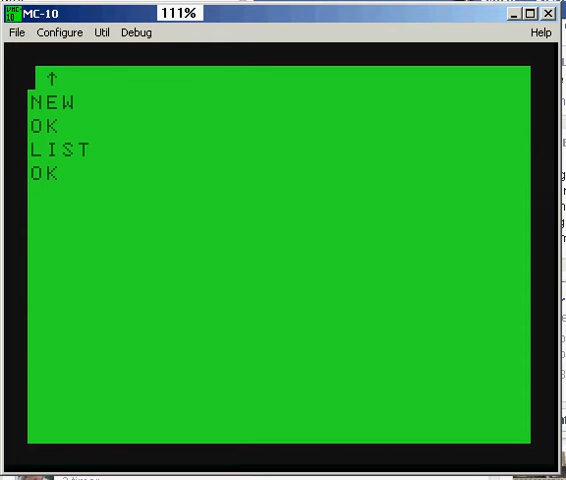 MC-10
111%
File Configure Util Debug Help
↑
NEW
OK
LIST
OK